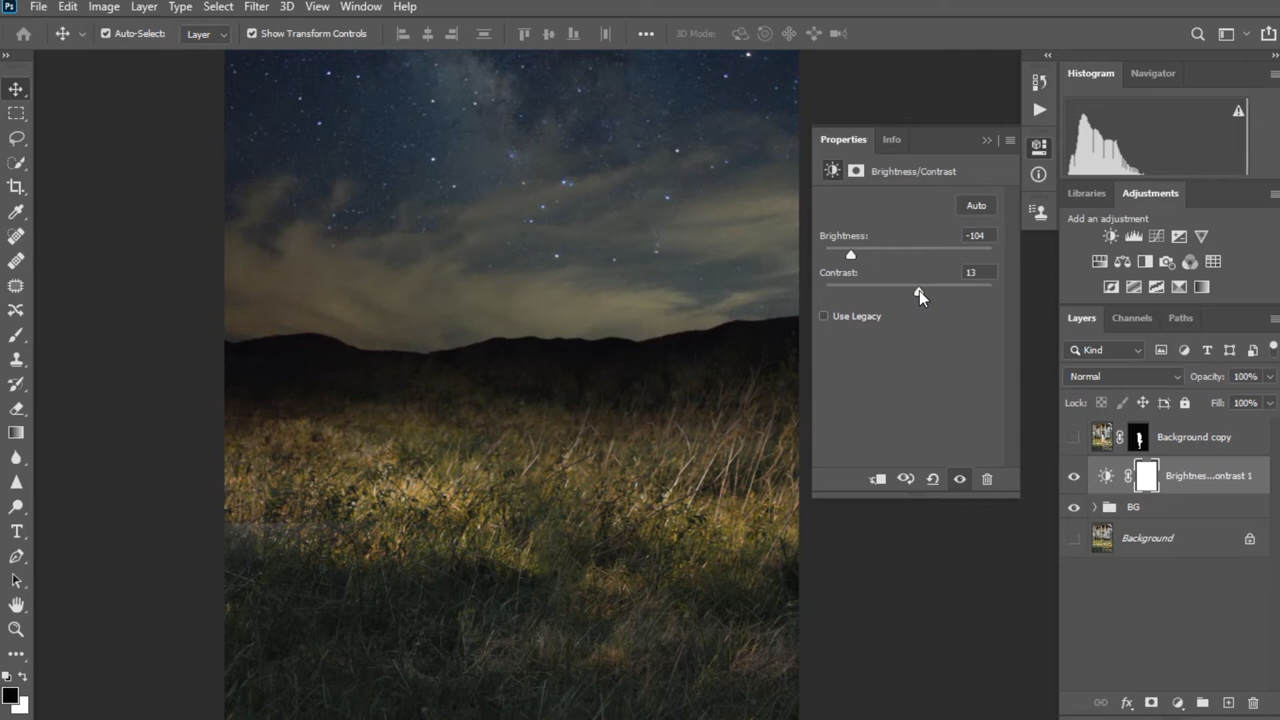 Ps File Edit Image Layer Type Select Filter 3D View Window Help
Auto-Select: Layer Show Transform Controls 3D Mode:
Histogram Navigator
Properties Info
Brightness/Contrast
Auto
Brightness: -104
Contrast: 13
Use Legacy
Libraries Adjustments
Add an adjustment
Layers Channels Paths
Kind
Normal Opacity: 100%
Lock: Fill: 100%
Background copy
Brightnes...ontrast 1
BG
Background